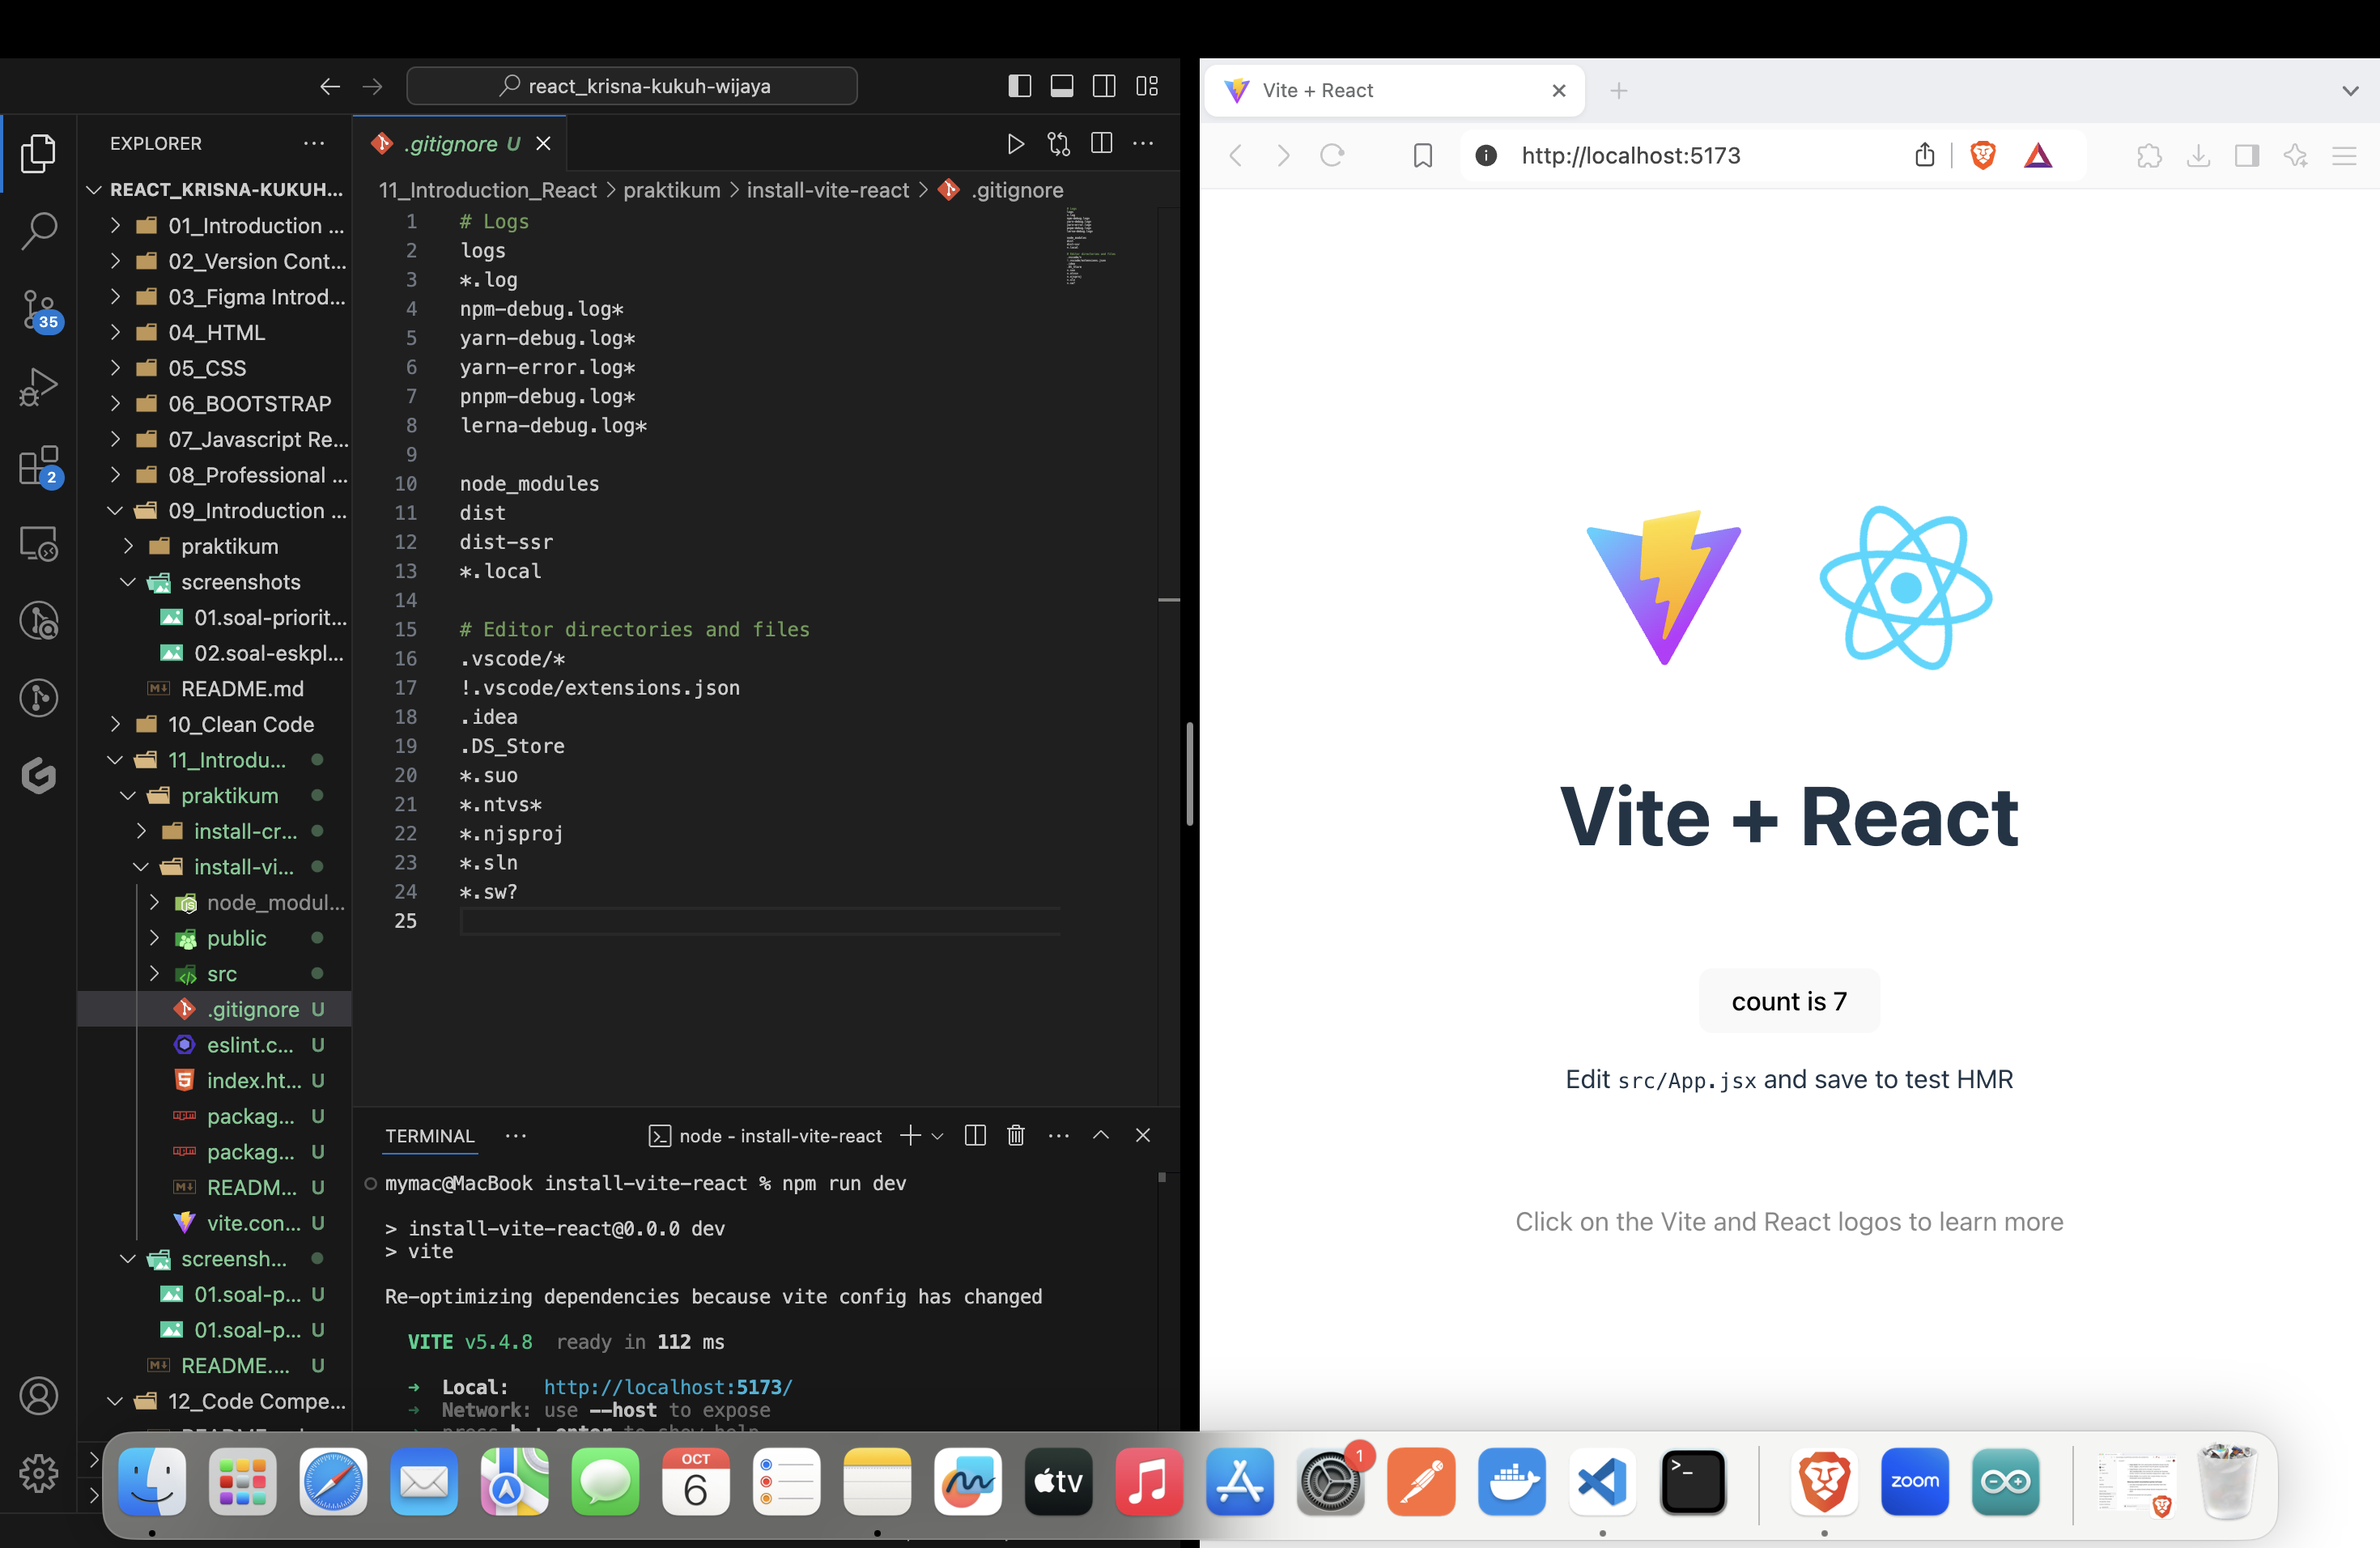 react_krisna-kukuh-wijaya
EXPLORER
REACT_KRISNA-KUKUH...
01_Introduction ...
02_Version Cont...
03_Figma Introd...
04_HTML
05_CSS
06_BOOTSTRAP
07_Javascript Re...
08_Professional ...
09_Introduction ...
praktikum
screenshots
01.soal-priorit...
02.soal-eskpl...
README.md
10_Clean Code
11_Introdu...
praktikum
install-cr...
install-vi...
node_modul...
public
src
.gitignore U
eslint.c... U
index.ht... U
packag... U
packag... U
READM... U
vite.con... U
screensh...
01.soal-p... U
01.soal-p... U
README.... U
12_Code Compe...
35
2
.gitignore U
11_Introduction_React > praktikum > install-vite-react > .gitignore
1 # Logs
2 logs
3 *.log
4 npm-debug.log*
5 yarn-debug.log*
6 yarn-error.log*
7 pnpm-debug.log*
8 lerna-debug.log*
9
10 node_modules
11 dist
12 dist-ssr
13 *.local
14
15 # Editor directories and files
16 .vscode/*
17 !.vscode/extensions.json
18 .idea
19 .DS_Store
20 *.suo
21 *.ntvs*
22 *.njsproj
23 *.sln
24 *.sw?
25
TERMINAL
node - install-vite-react
mymac@MacBook install-vite-react % npm run dev
> install-vite-react@0.0.0 dev
> vite
Re-optimizing dependencies because vite config has changed
VITE v5.4.8 ready in 112 ms
➜ Local: http://localhost:5173/
➜ Network: use --host to expose
Vite + React
http://localhost:5173
Vite + React
count is 7
Edit src/App.jsx and save to test HMR
Click on the Vite and React logos to learn more
OCT
6
tv
1
zoom